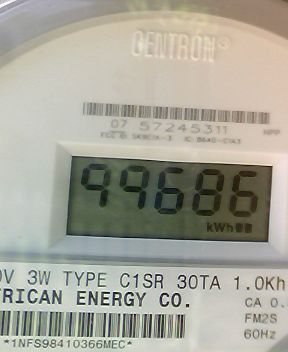 CENTRON®
07 57245311
99686
kWh
0V 3W TYPE C1SR 30TA 1.0Kh
TRICAN ENERGY CO.
CA 0.
FM2S
60Hz
*1NFS98410366MEC*